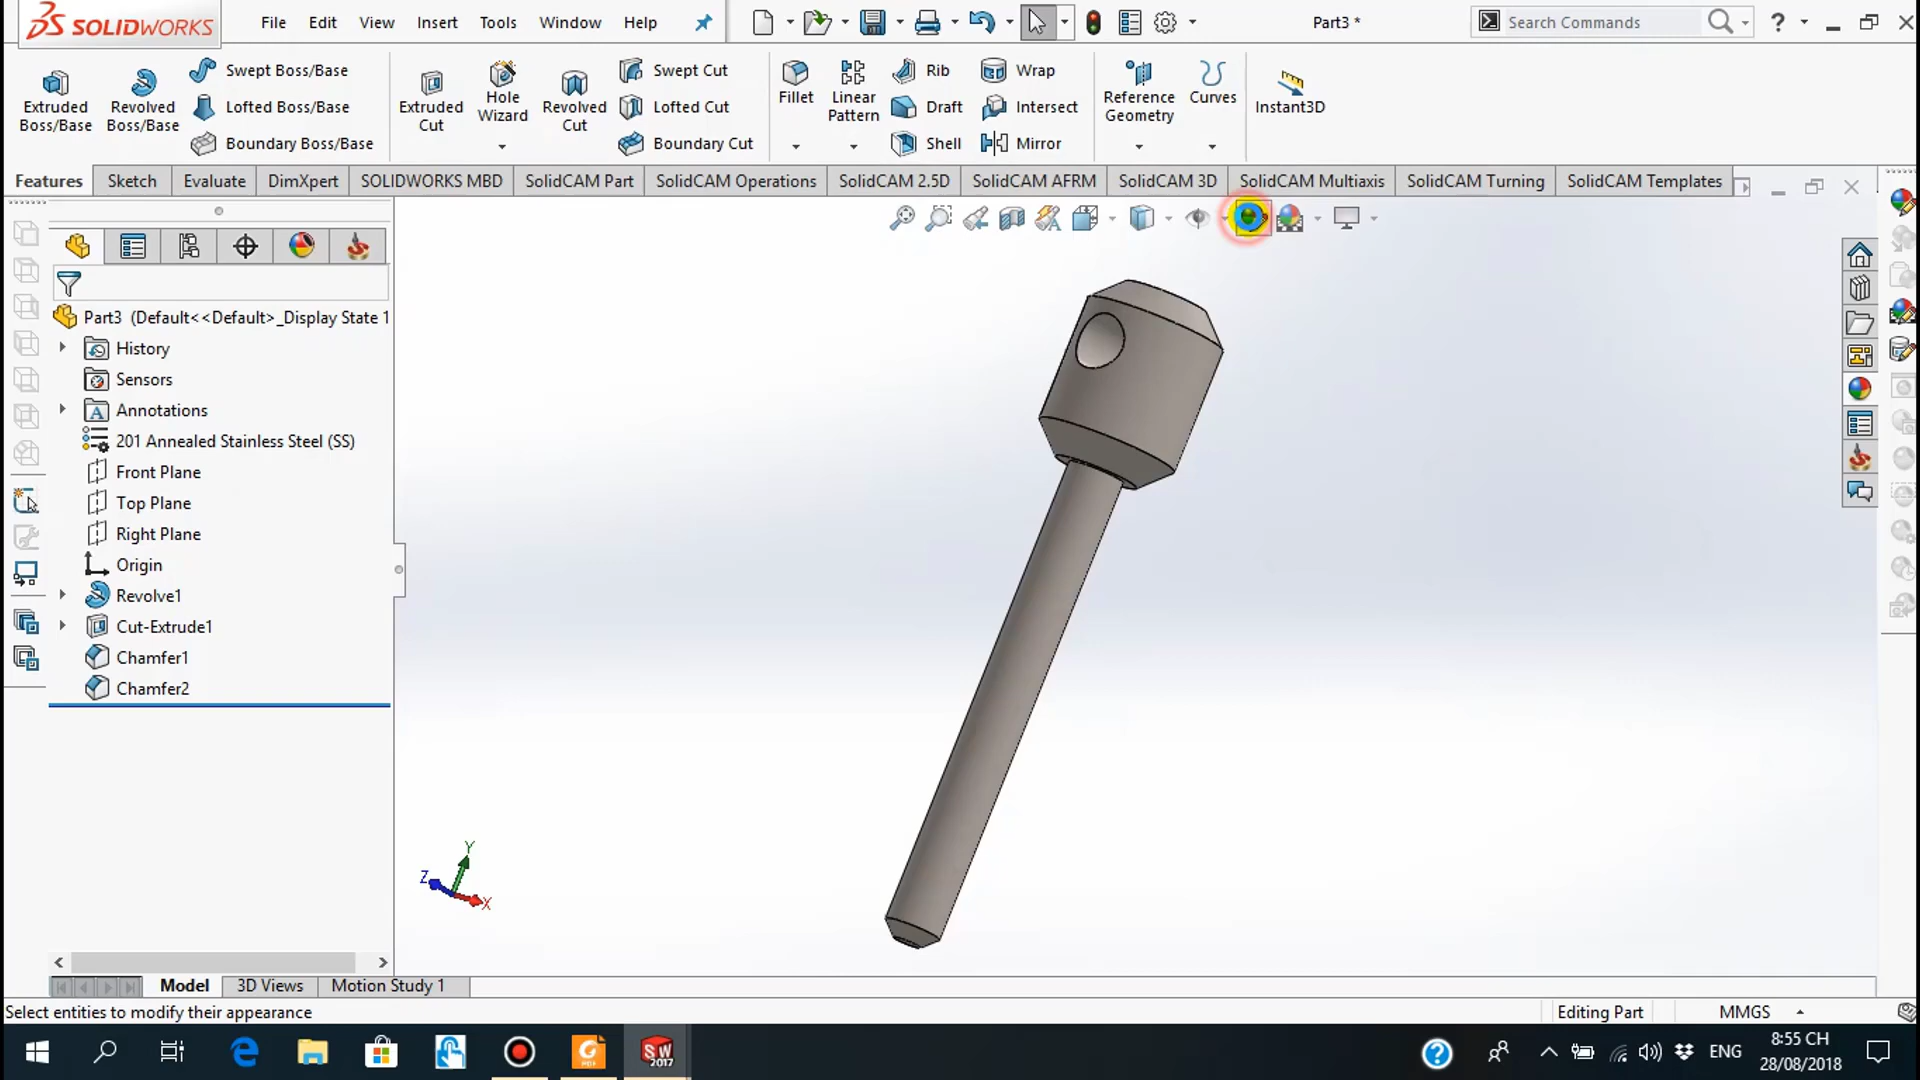 SOLIDWORKS
File Edit View Insert Tools Window Help
Part3 *
Search Commands
?
Extruded Boss/Base
Revolved Boss/Base
Swept Boss/Base
Lofted Boss/Base
Boundary Boss/Base
Extruded Cut
Hole Wizard
Revolved Cut
Swept Cut
Lofted Cut
Boundary Cut
Fillet
Linear Pattern
Rib
Draft
Shell
Wrap
Intersect
Mirror
Reference Geometry
Curves
Instant3D
Features Sketch Evaluate DimXpert SOLIDWORKS MBD SolidCAM Part SolidCAM Operations SolidCAM 2.5D SolidCAM AFRM SolidCAM 3D SolidCAM Multiaxis SolidCAM Turning SolidCAM Templates
Part3 (Default<<Default>_Display State 1
History
Sensors
Annotations
201 Annealed Stainless Steel (SS)
Front Plane
Top Plane
Right Plane
Origin
Revolve1
Cut-Extrude1
Chamfer1
Chamfer2
Y
Z
X
Model 3D Views Motion Study 1
Select entities to modify their appearance
Editing Part
MMGS
SW 2017
ENG
8:55 CH
28/08/2018